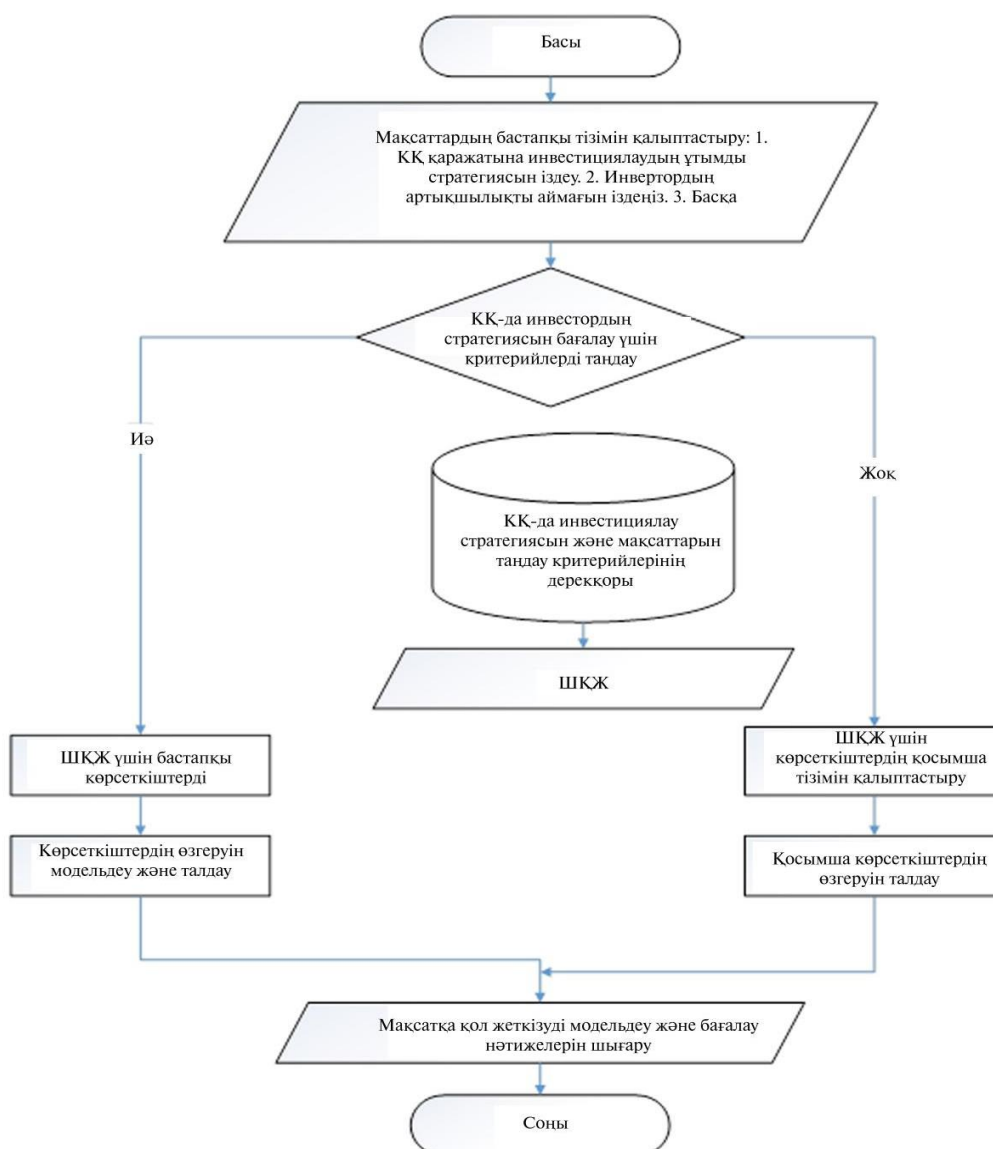 Басы
Мақсаттардың бастапқы тізімін қалыптастыру: 1.
КҚ қаражатына инвестициялаудың ұтымды
стратегиясын іздеу. 2. Инвертордың
артықшылықты аймағын іздеңіз. 3. Басқа
КҚ-да инвестордың
стратегиясын бағалау үшін
критерийлерді таңдау
Иә
Жоқ
КҚ-да инвестициялау
стратегиясын және мақсаттарын
таңдау критерийлерінің
дерекқоры
ШҚЖ
ШҚЖ үшін бастапқы
көрсеткіштерді
ШҚЖ үшін
көрсеткіштердің қосымша
тізімін қалыптастыру
Көрсеткіштердің өзгеруін
модельдеу және талдау
Қосымша көрсеткіштердің
өзгеруін талдау
Мақсатқа қол жеткізуді модельдеу және бағалау
нәтижелерін шығару
Соңы